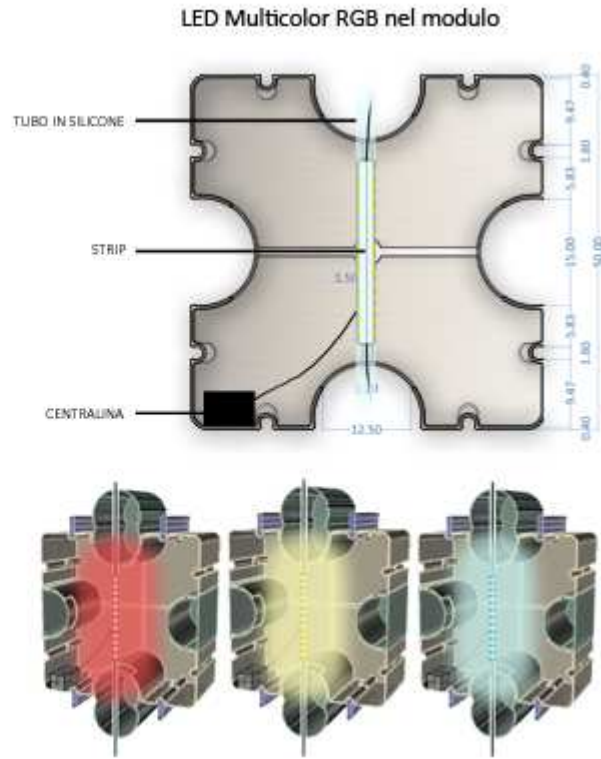 LED Multicolor RGB nel modulo
TUBO IN SILICONE
STRIP
CENTRALINA
0.40
9.47
1.80
5.83
15.00
50.00
5.83
1.80
9.47
0.40
12.50